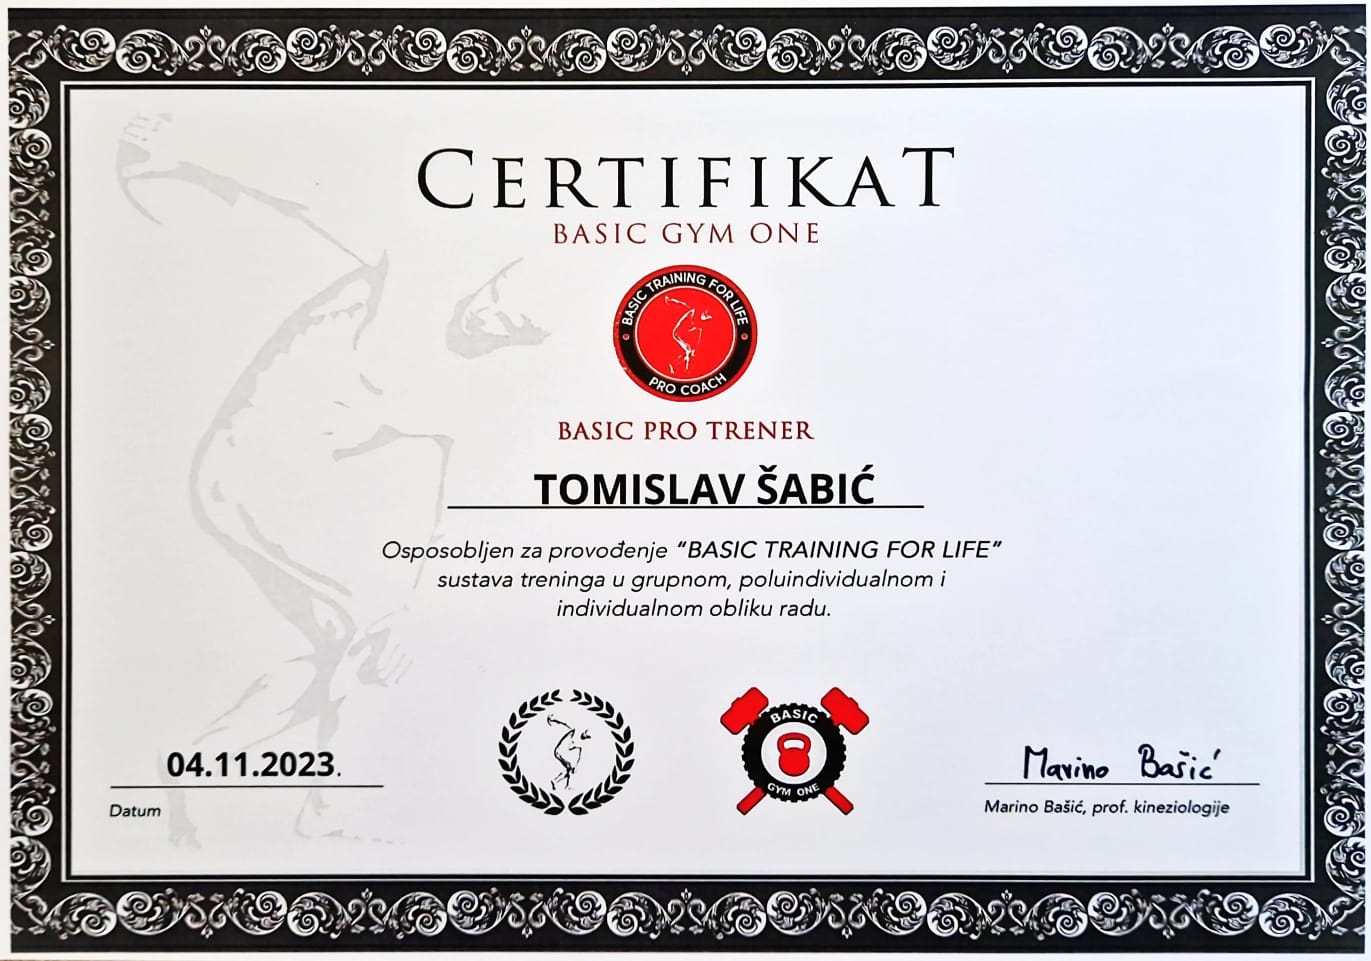 CERTIFIKAT
BASIC GYM ONE
BASIC TRAINING FOR LIFE
PRO COACH
BASIC PRO TRENER
TOMISLAV ŠABIĆ
Osposobljen za provođenje “BASIC TRAINING FOR LIFE”
sustava treninga u grupnom, poluindividualnom i
individualnom obliku radu.
04.11.2023.
Datum
BASIC
GYM ONE
Marino Bašić
Marino Bašić, prof. kineziologije